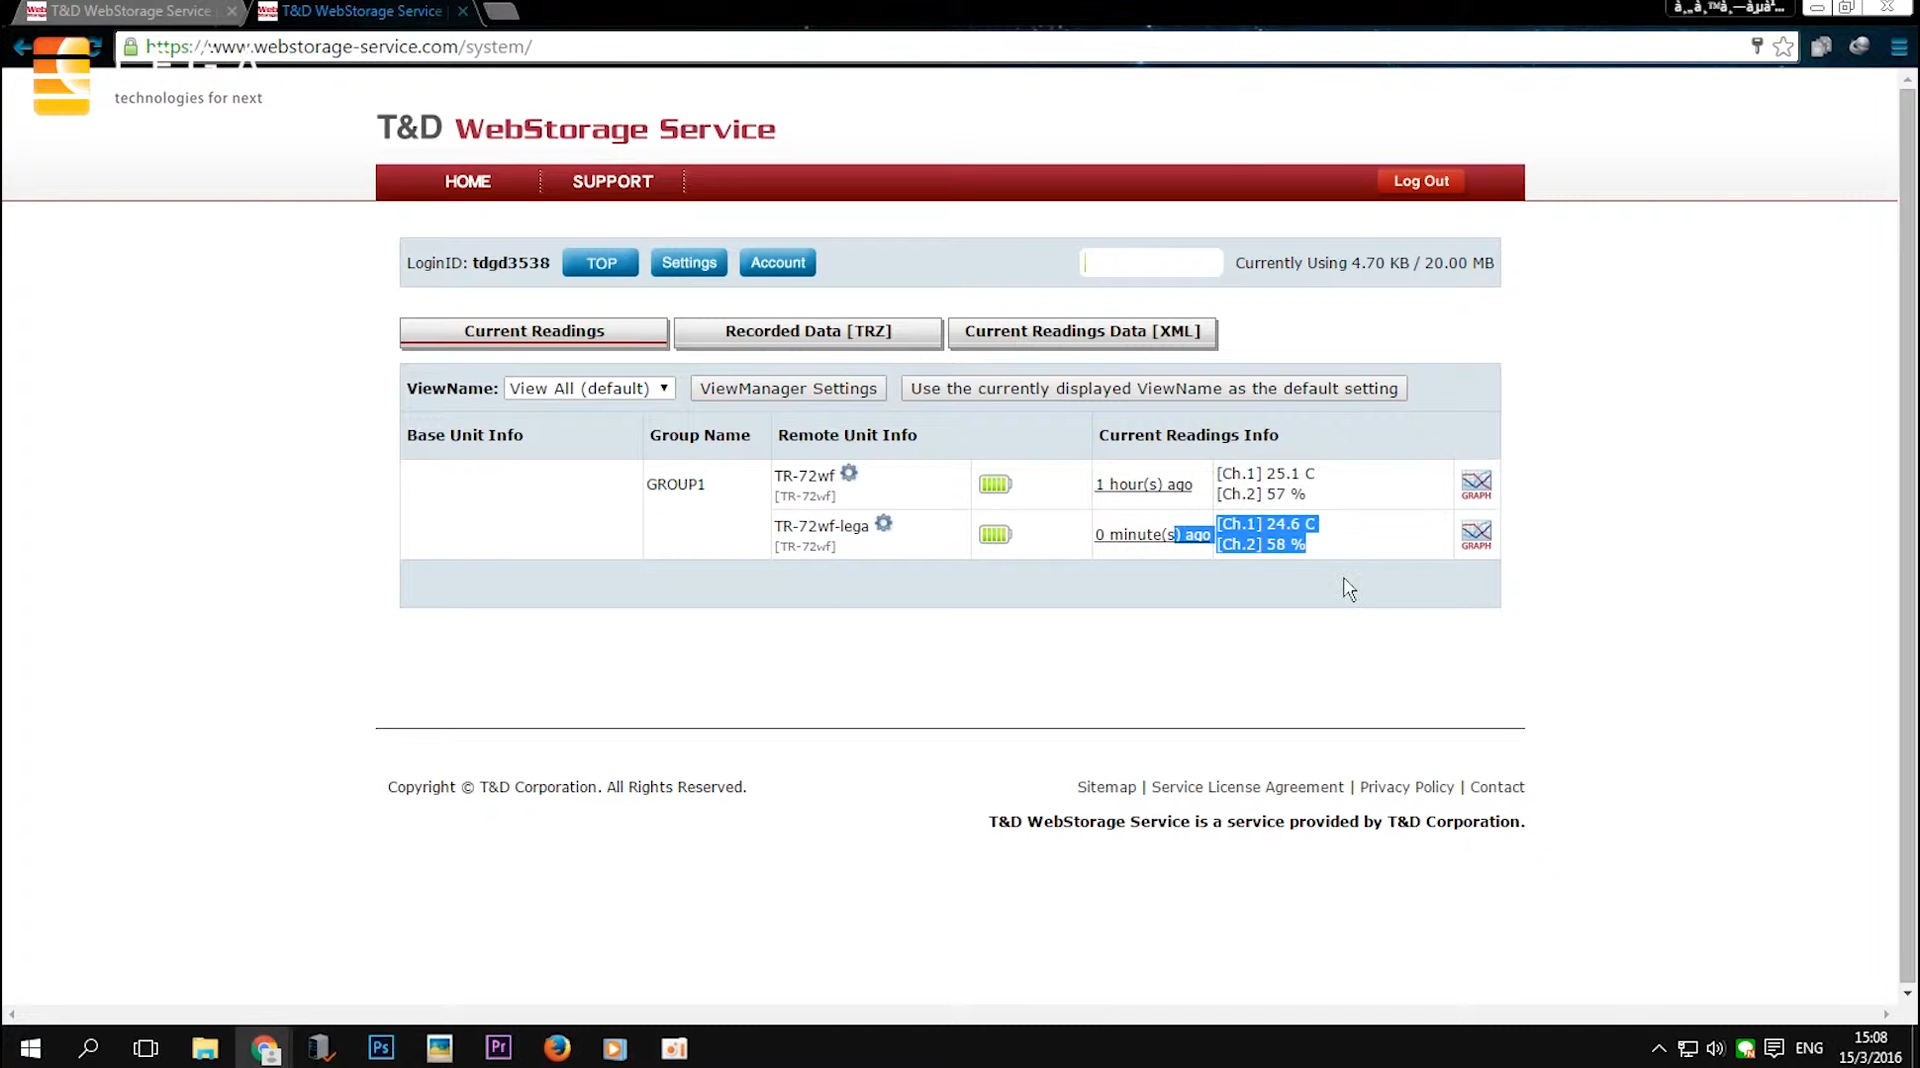 T&D WebStorage Service
T&D WebStorage Service
https://www.webstorage-service.com/system/
technologies for next
T&D WebStorage Service
HOME
SUPPORT
Log Out
LoginID: tdgd3538
TOP
Settings
Account
Currently Using 4.70 KB / 20.00 MB
Current Readings
Recorded Data [TRZ]
Current Readings Data [XML]
ViewName:
View All (default)
ViewManager Settings
Use the currently displayed ViewName as the default setting
Base Unit Info
Group Name
Remote Unit Info
Current Readings Info
GROUP1
TR-72wf
[TR-72wf]
1 hour(s) ago
[Ch.1] 25.1 C
[Ch.2] 57 %
GRAPH
TR-72wf-lega
[TR-72wf]
0 minute(s) ago
[Ch.1] 24.6 C
[Ch.2] 58 %
GRAPH
Copyright © T&D Corporation. All Rights Reserved.
Sitemap | Service License Agreement | Privacy Policy | Contact
T&D WebStorage Service is a service provided by T&D Corporation.
Ps
Pr
ENG
15:08
15/3/2016